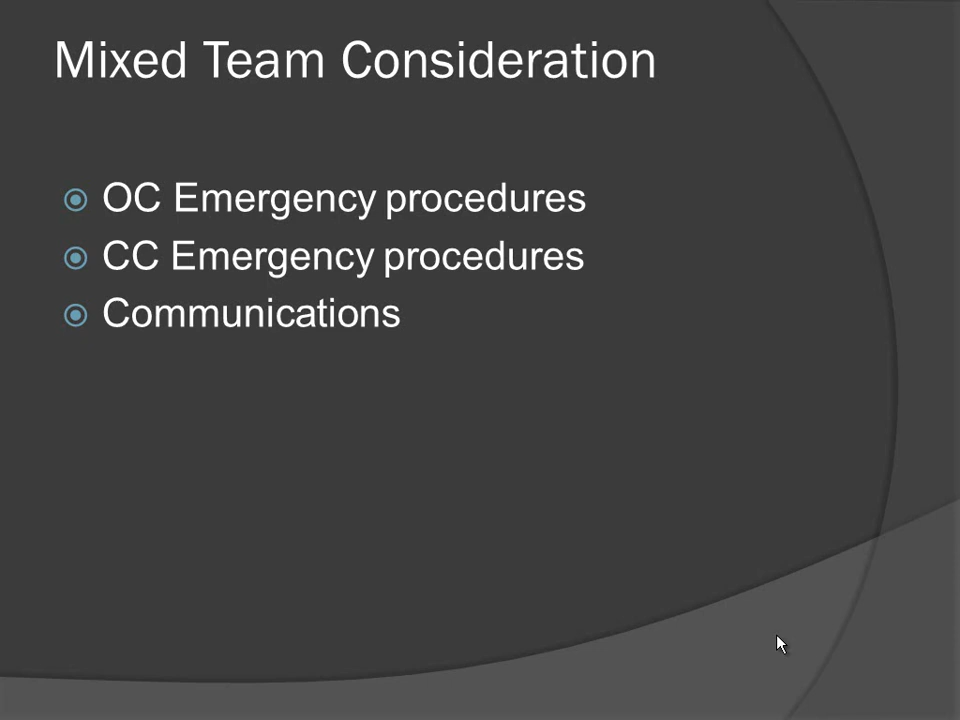 Mixed Team Consideration
OC Emergency procedures
CC Emergency procedures
Communications